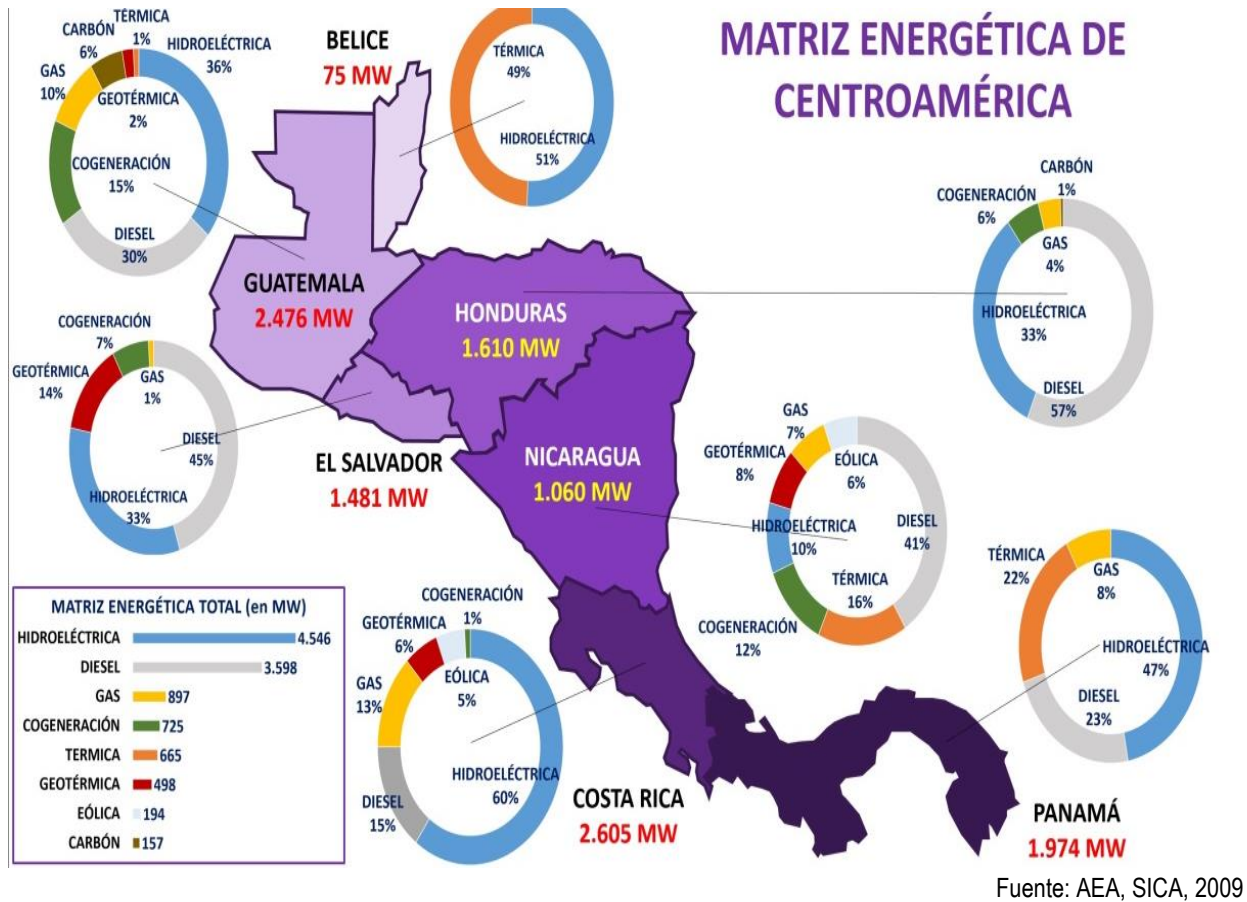 MATRIZ ENERGÉTICA DE
CENTROAMÉRICA
TÉRMICA
1%
CARBÓN
6%
HIDROELÉCTRICA
36%
GAS
10%
GEOTÉRMICA
2%
COGENERACIÓN
15%
DIESEL
30%
BELICE
75 MW
TÉRMICA
49%
HIDROELÉCTRICA
51%
CARBÓN
1%
COGENERACIÓN
6%
GAS
4%
HIDROELÉCTRICA
33%
DIESEL
57%
GUATEMALA
2.476 MW
HONDURAS
1.610 MW
COGENERACIÓN
7%
GEOTÉRMICA
14%
GAS
1%
DIESEL
45%
HIDROELÉCTRICA
33%
EL SALVADOR
1.481 MW
NICARAGUA
1.060 MW
GAS
7%
GEOTÉRMICA
8%
EÓLICA
6%
HIDROELÉCTRICA
10%
DIESEL
41%
TÉRMICA
16%
COGENERACIÓN
12%
TÉRMICA
22%
GAS
8%
HIDROELÉCTRICA
47%
DIESEL
23%
MATRIZ ENERGÉTICA TOTAL (en MW)
HIDROELÉCTRICA 4.546
DIESEL 3.598
GAS 897
COGENERACIÓN 725
TERMICA 665
GEOTÉRMICA 498
EÓLICA 194
CARBÓN 157
COGENERACIÓN
1%
GEOTÉRMICA
6%
EÓLICA
5%
GAS
13%
HIDROELÉCTRICA
60%
DIESEL
15%
COSTA RICA
2.605 MW
PANAMÁ
1.974 MW
Fuente: AEA, SICA, 2009